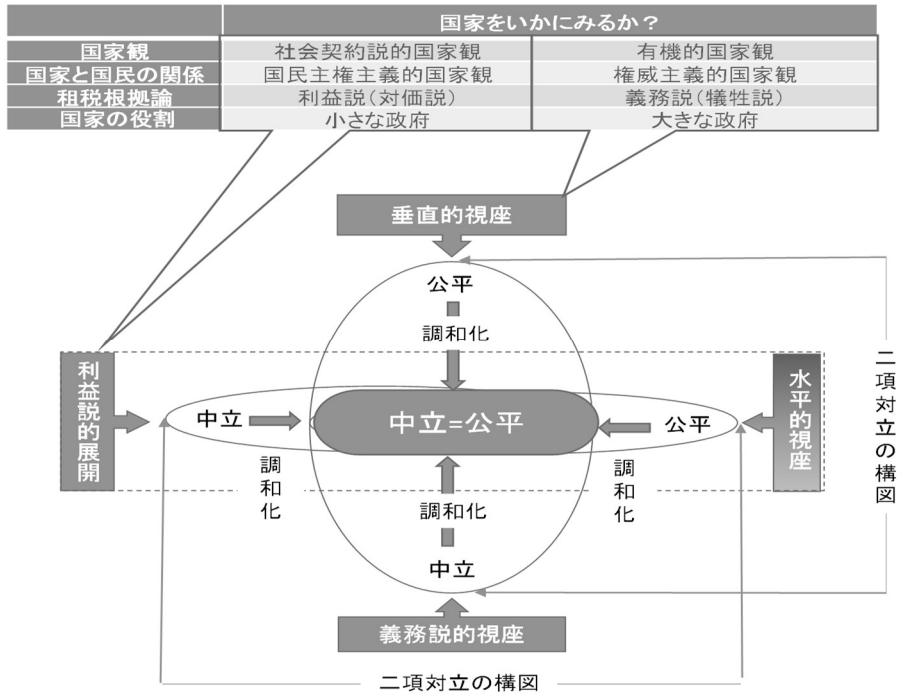 国家をいかにみるか？
国家観 社会契約説的国家観 有機的国家観
国家と国民の関係 国民主権主義的国家観 権威主義的国家観
租税根拠論 利益説（対価説） 義務説（犠牲説）
国家の役割 小さな政府 大きな政府
垂直的視座
公平
調和化
利益説的展開
中立
中立=公平
公平
水平的視座
調和化
調和化
調和化
中立
義務説的視座
二項対立の構図
二項対立の構図